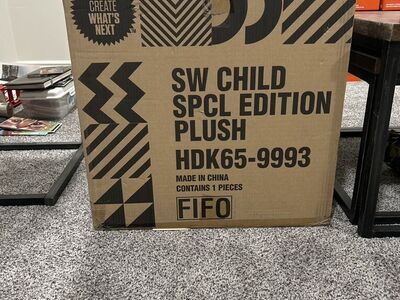 CREATE
WHAT'S
NEXT
SW CHILD
SPCL EDITION
PLUSH
HDK65-9993
MADE IN CHINA
CONTAINS 1 PIECES
FIFO